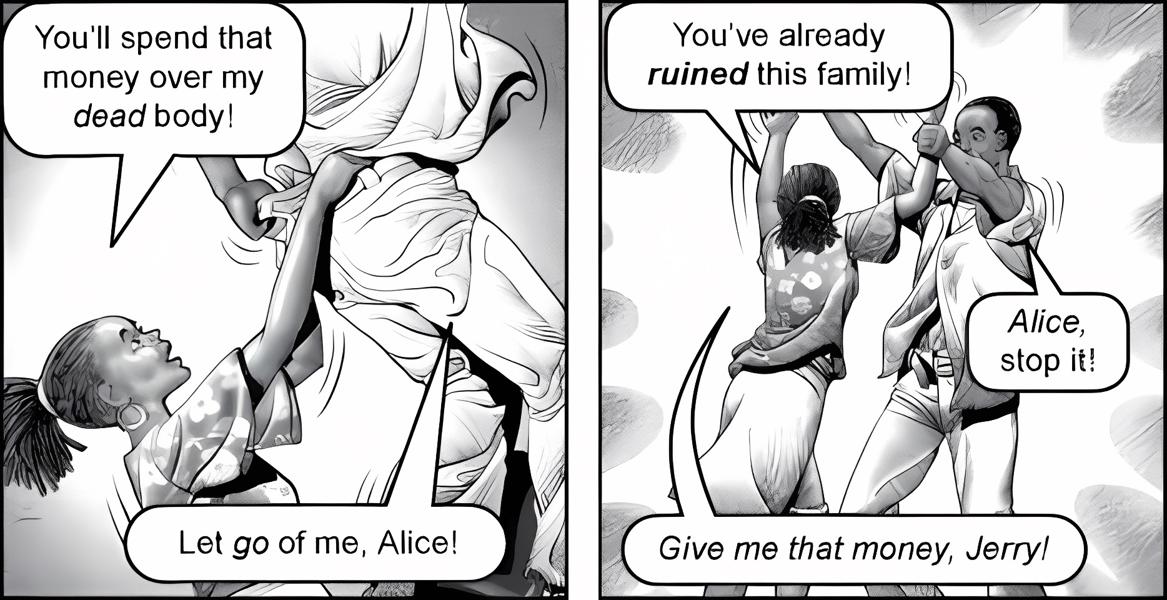 You'll spend that
money over my
dead body!
Let go of me, Alice!
You've already
ruined this family!
Alice,
stop it!
Give me that money, Jerry!